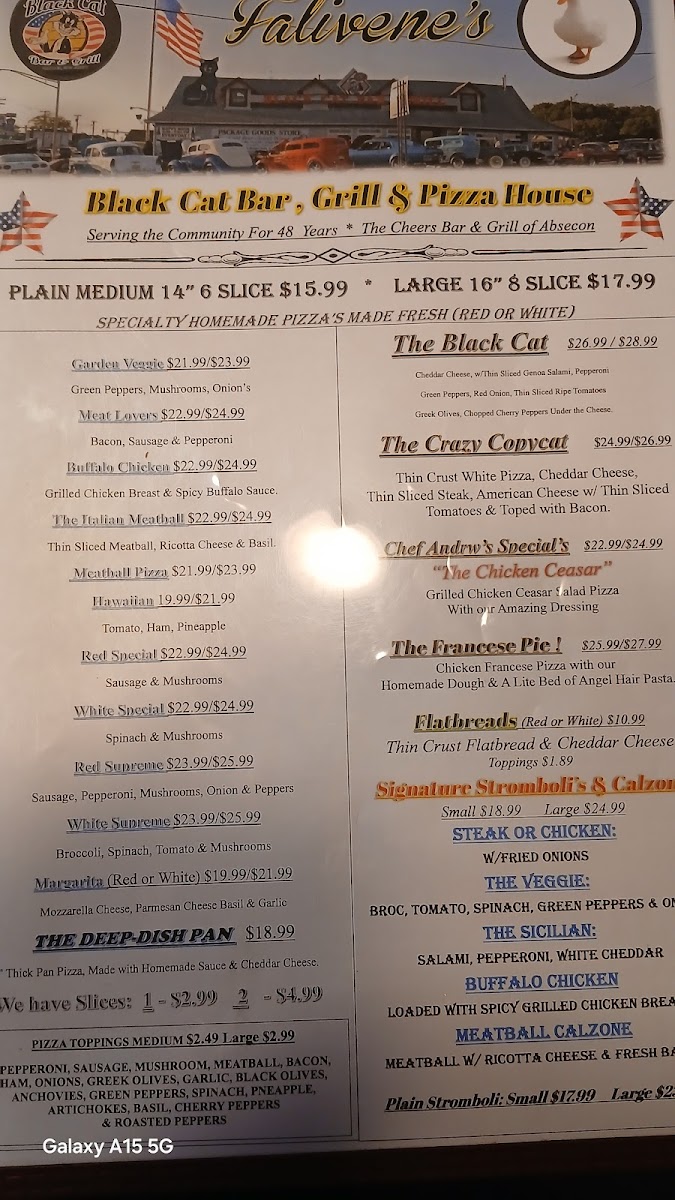 Black Cat
Bar & Grill
Falivene's
PACKAGE GOODS STORE
Black Cat Bar, Grill & Pizza House
Serving the Community For 48 Years * The Cheers Bar & Grill of Absecon
PLAIN MEDIUM 14" 6 SLICE $15.99 * LARGE 16" 8 SLICE $17.99
SPECIALTY HOMEMADE PIZZA'S MADE FRESH (RED OR WHITE)
Garden Veggie $21.99/$23.99
Green Peppers, Mushrooms, Onion's
Meat Lovers $22.99/$24.99
Bacon, Sausage & Pepperoni
Buffalo Chicken $22.99/$24.99
Grilled Chicken Breast & Spicy Buffalo Sauce.
The Italian Meatball $22.99/$24.99
Thin Sliced Meatball, Ricotta Cheese & Basil.
Meatball Pizza $21.99/$23.99
Hawaiian 19.99/$21.99
Tomato, Ham, Pineapple
Red Special $22.99/$24.99
Sausage & Mushrooms
White Special $22.99/$24.99
Spinach & Mushrooms
Red Supreme $23.99/$25.99
Sausage, Pepperoni, Mushrooms, Onion & Peppers
White Supreme $23.99/$25.99
Broccoli, Spinach, Tomato & Mushrooms
Margarita (Red or White) $19.99/$21.99
Mozzarella Cheese, Parmesan Cheese Basil & Garlic
THE DEEP-DISH PAN $18.99
* Thick Pan Pizza, Made with Homemade Sauce & Cheddar Cheese.
We have Slices: 1 - $2.99 2 - $4.99
PIZZA TOPPINGS MEDIUM $2.49 Large $2.99
PEPPERONI, SAUSAGE, MUSHROOM, MEATBALL, BACON,
HAM, ONIONS, GREEK OLIVES, GARLIC, BLACK OLIVES,
ANCHOVIES, GREEN PEPPERS, SPINACH, PNEAPPLE,
ARTICHOKES, BASIL, CHERRY PEPPERS
& ROASTED PEPPERS
The Black Cat $26.99 / $28.99
Cheddar Cheese, w/Thin Sliced Genoa Salami, Pepperoni
Green Peppers, Red Onion, Thin Sliced Ripe Tomatoes
Greek Olives, Chopped Cherry Peppers Under the Cheese.
The Crazy Copycat $24.99/$26.99
Thin Crust White Pizza, Cheddar Cheese,
Thin Sliced Steak, American Cheese w/ Thin Sliced
Tomatoes & Toped with Bacon.
Chef Andrw's Special's $22.99/$24.99
"The Chicken Ceasar"
Grilled Chicken Ceasar Salad Pizza
With our Amazing Dressing
The Francese Pie ! $25.99/$27.99
Chicken Francese Pizza with our
Homemade Dough & A Lite Bed of Angel Hair Pasta.
Flatbreads (Red or White) $10.99
Thin Crust Flatbread & Cheddar Cheese
Toppings $1.89
Signature Stromboli's & Calzon
Small $18.99 Large $24.99
STEAK OR CHICKEN:
W/FRIED ONIONS
THE VEGGIE:
BROC, TOMATO, SPINACH, GREEN PEPPERS & ON
THE SICILIAN:
SALAMI, PEPPERONI, WHITE CHEDDAR
BUFFALO CHICKEN
LOADED WITH SPICY GRILLED CHICKEN BREA
MEATBALL CALZONE
MEATBALL W/ RICOTTA CHEESE & FRESH BA
Plain Stromboli: Small $17.99 Large $2
Galaxy A15 5G